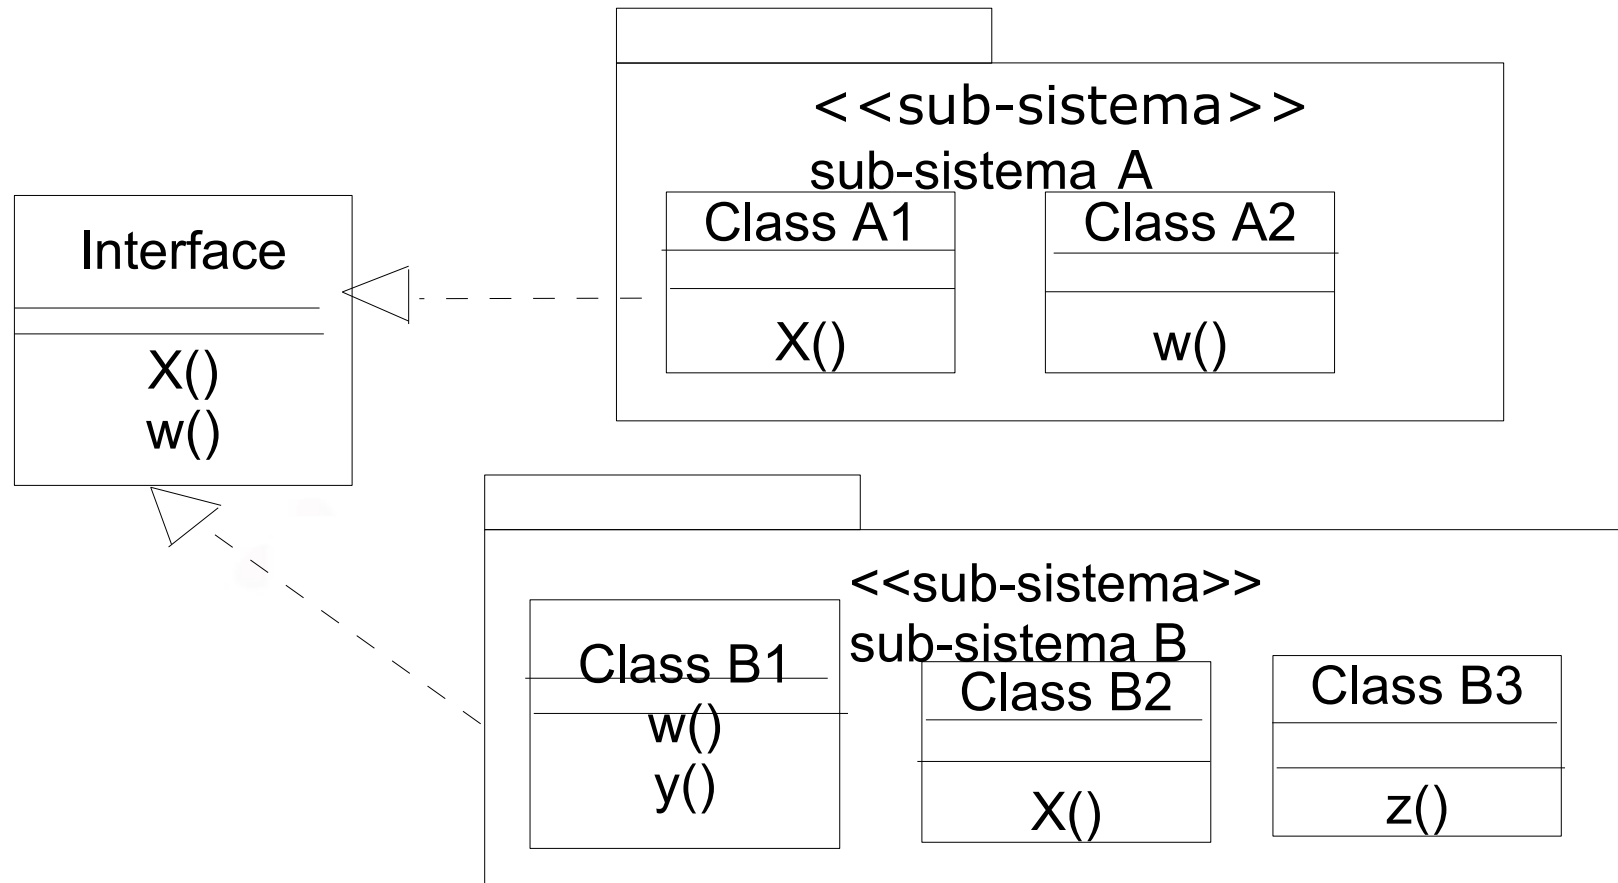 <<sub-sistema>>
sub-sistema A
Interface
X()
w()
Class A1
X()
Class A2
w()
<<sub-sistema>>
sub-sistema B
Class B1
w()
y()
Class B2
X()
Class B3
z()